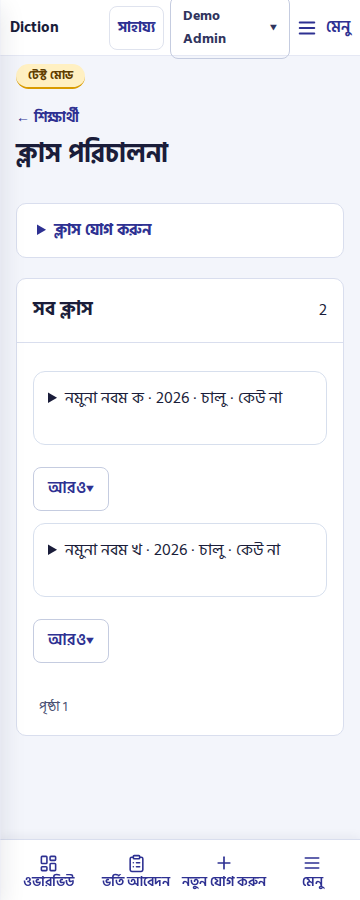 Diction
সাহায্য
Demo Admin
▼
মেনু
টেস্ট মোড
← শিক্ষার্থী
ক্লাস পরিচালনা
▶ ক্লাস যোগ করুন
সব ক্লাস
2
▶ নমুনা নবম ক · 2026 · চালু · কেউ না
আরও▾
▶ নমুনা নবম খ · 2026 · চালু · কেউ না
আরও▾
পৃষ্ঠা 1
ওভারভিউ
ভর্তি আবেদন
নতুন যোগ করুন
মেনু